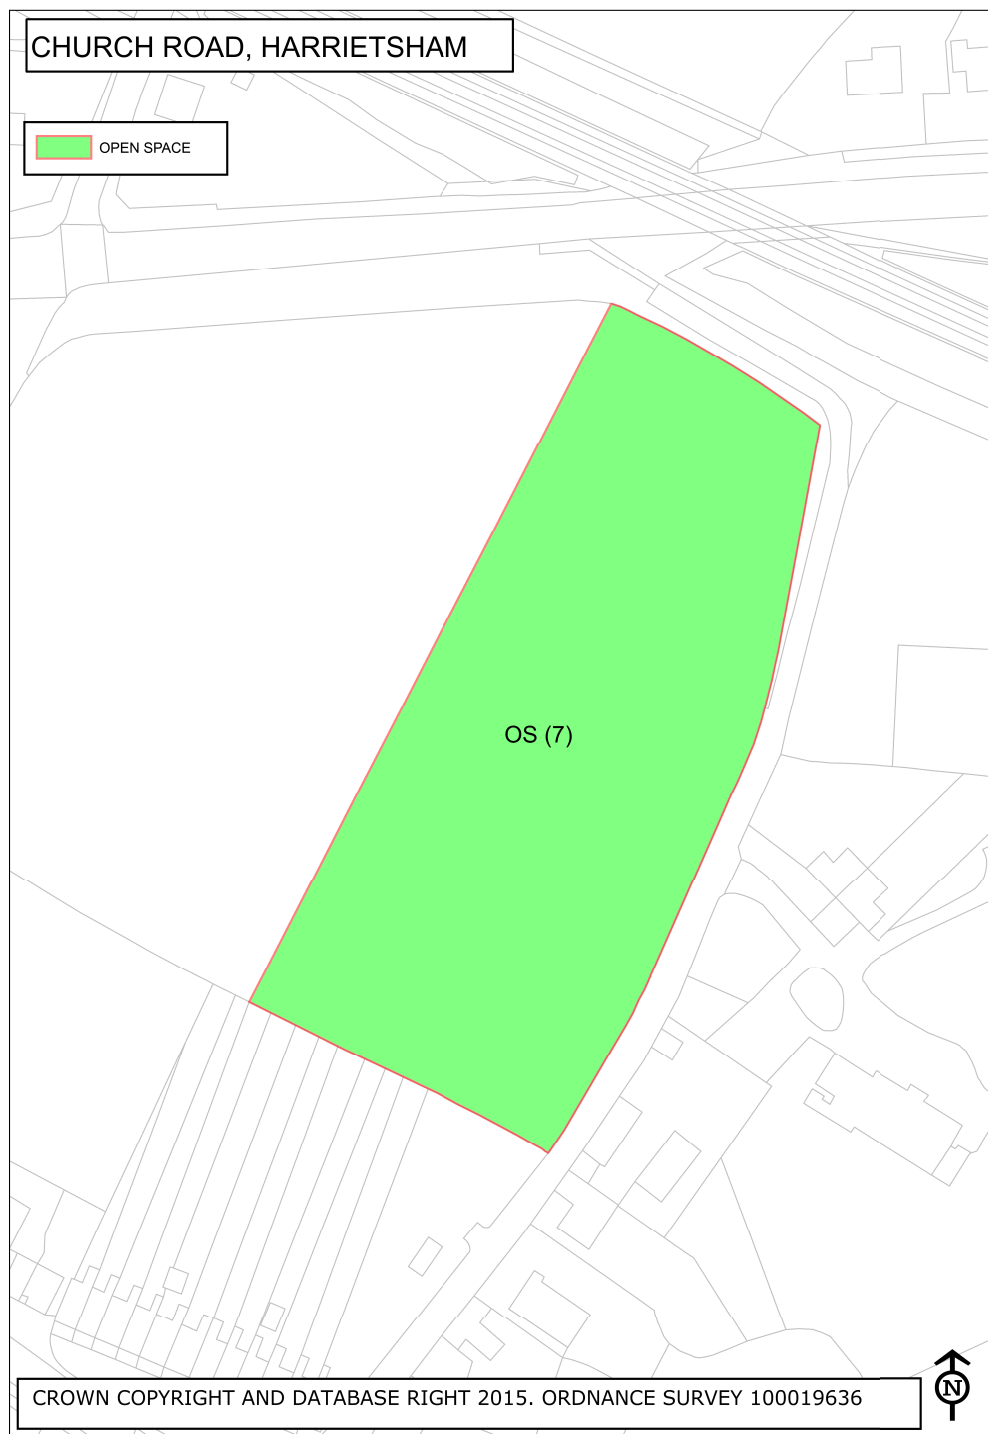 CHURCH ROAD, HARRIETSHAM
OPEN SPACE
OS (7)
N
CROWN COPYRIGHT AND DATABASE RIGHT 2015. ORDNANCE SURVEY 100019636